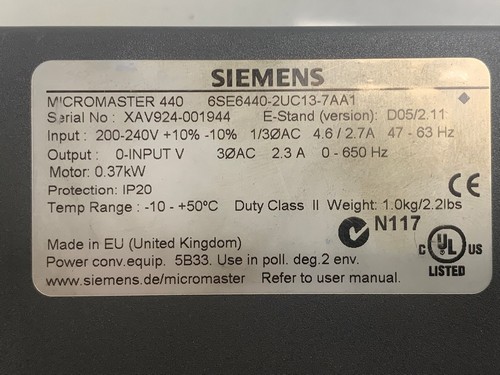 SIEMENS
MICROMASTER 440 6SE6440-2UC13-7AA1
Serial No : XAV924-001944 E-Stand (version): D05/2.11
Input : 200-240V +10% -10% 1/3ØAC 4.6 / 2.7A 47 - 63 Hz
Output : 0-INPUT V 3ØAC 2.3 A 0 - 650 Hz
Motor: 0.37kW
Protection: IP20
Temp Range : -10 - +50ºC Duty Class II Weight: 1.0kg/2.2lbs
CE
N117
Made in EU (United Kingdom)
Power conv.equip. 5B33. Use in poll. deg.2 env.
www.siemens.de/micromaster Refer to user manual.
C UL US
LISTED